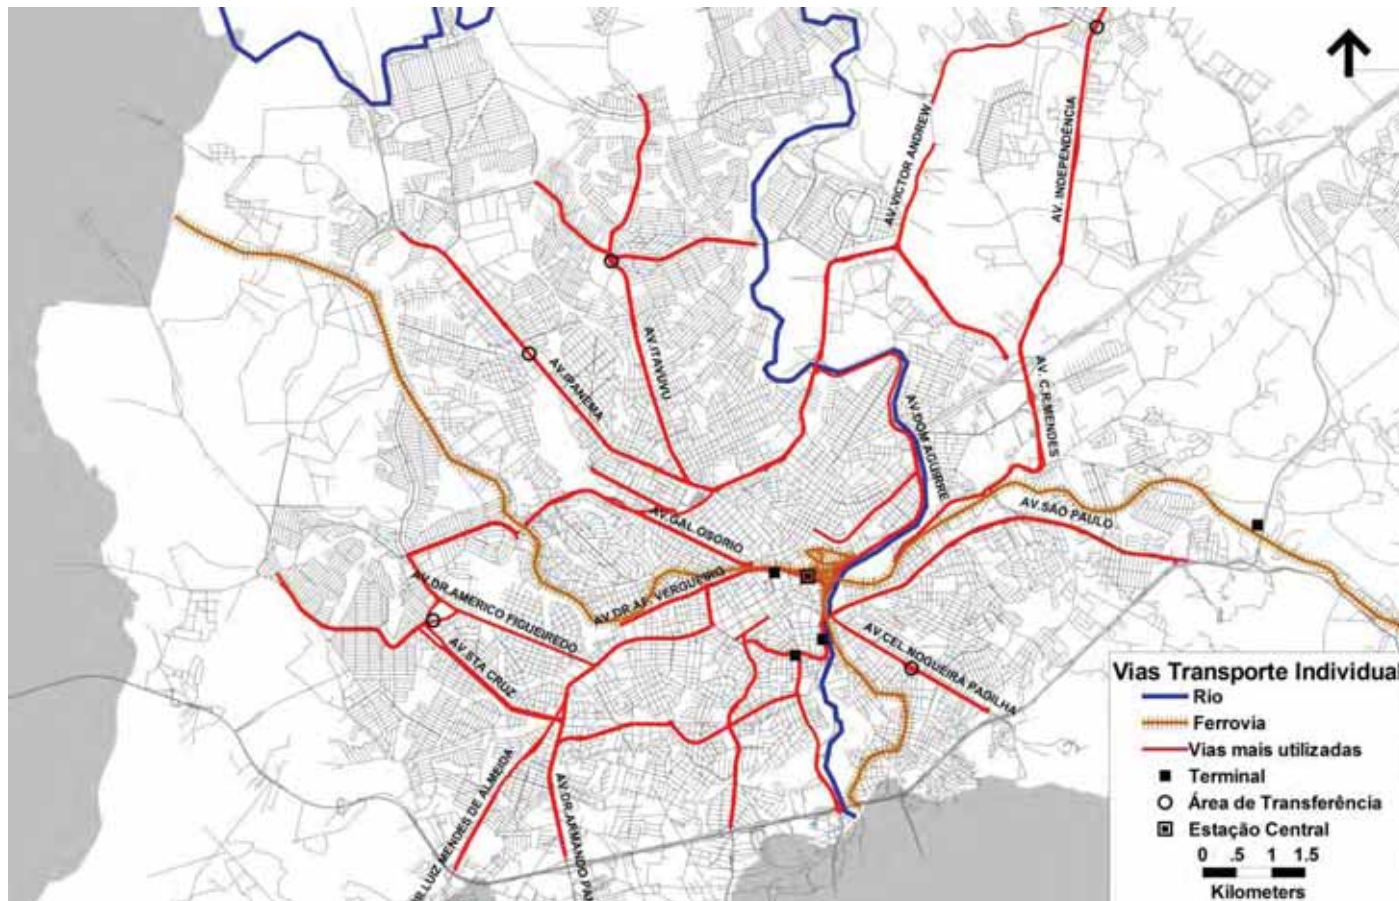 AV.VICTOR ANDREW
AV. INDEPENDÊNCIA
AV.ITAVUVU
AV.IPANEMA
AV. C.R.MENDES
AV.DOM AGUIRRE
AV.GAL.OSORIO
AV.SAO PAULO
AV.DR.AF. VERGUEIRO
AV.DR.AMERICO FIGUEIREDO
AV.STA CRUZ
AV.CEL.NOGUEIRA PADILHA
LUIZ MENDES DE ALMEIDA
AV.DR.ARMANDO PA
Vias Transporte Individual
Rio
Ferrovia
Vias mais utilizadas
Terminal
Área de Transferência
Estação Central
0 .5 1 1.5
Kilometers